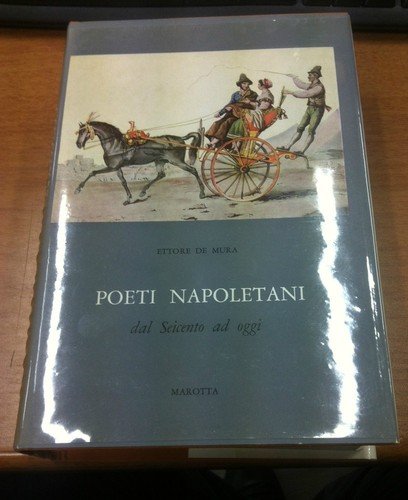 ETTORE DE MURA
POETI NAPOLETANI
dal Seicento ad oggi
MAROTTA